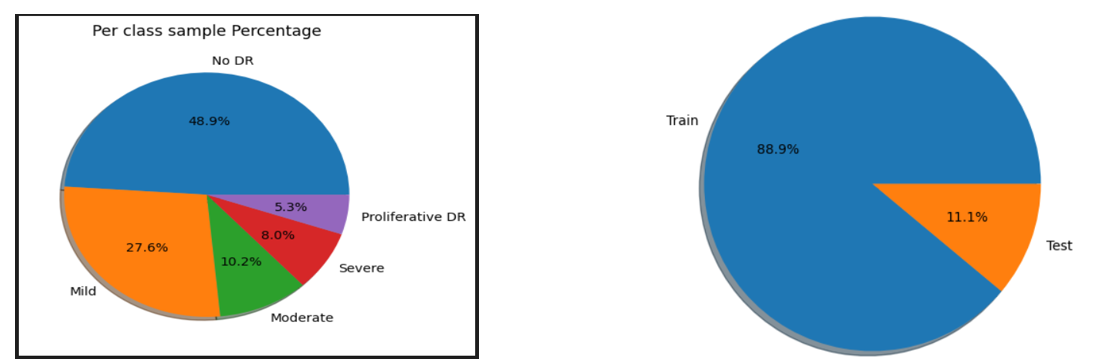 Per class sample Percentage
No DR
48.9%
5.3%
Proliferative DR
8.0%
27.6%
10.2%
Severe
Mild
Moderate
Train
88.9%
11.1%
Test